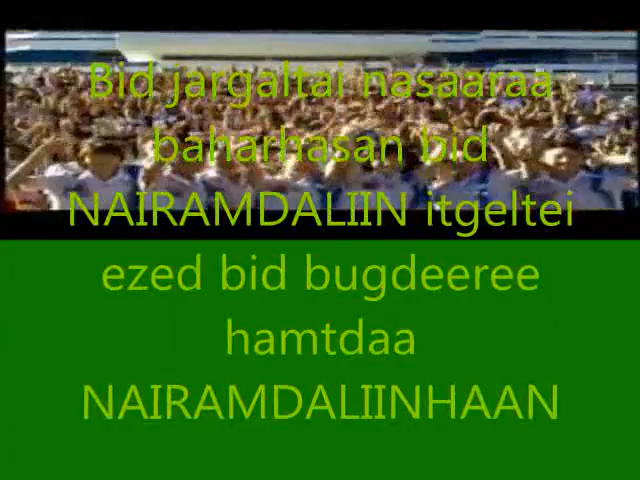 Bid jargaltai nasaaraa
baharhasan bid
NAIRAMDALIIN itgeltei
ezed bid bugdeeree
hamtdaa
NAIRAMDALIINHAAN